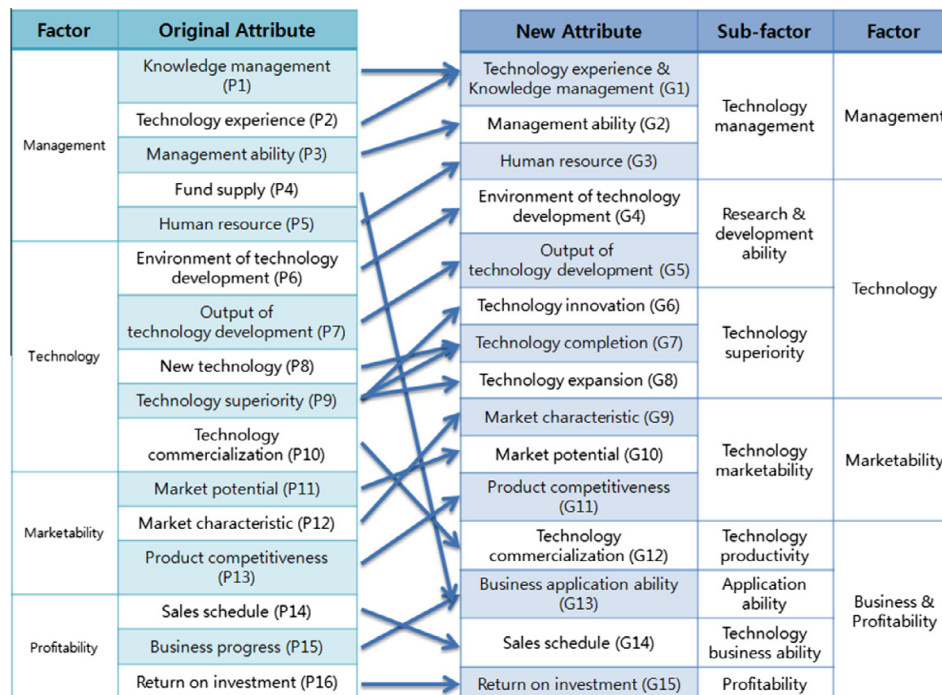 Factor
Original Attribute
Management
Knowledge management
(P1)
Technology experience (P2)
Management ability (P3)
Fund supply (P4)
Human resource (P5)
Technology
Environment of technology
development (P6)
Output of
technology development (P7)
New technology (P8)
Technology superiority (P9)
Technology
commercialization (P10)
Marketability
Market potential (P11)
Market characteristic (P12)
Product competitiveness
(P13)
Profitability
Sales schedule (P14)
Business progress (P15)
Return on investment (P16)
New Attribute
Sub-factor
Factor
Technology experience &
Knowledge management (G1)
Management ability (G2)
Human resource (G3)
Technology
management
Management
Environment of technology
development (G4)
Output of
technology development (G5)
Research &
development
ability
Technology innovation (G6)
Technology completion (G7)
Technology expansion (G8)
Technology
superiority
Technology
Market characteristic (G9)
Market potential (G10)
Product competitiveness
(G11)
Technology
marketability
Marketability
Technology
commercialization (G12)
Technology
productivity
Business application ability
(G13)
Application
ability
Sales schedule (G14)
Technology
business ability
Return on investment (G15)
Profitability
Business &
Profitability